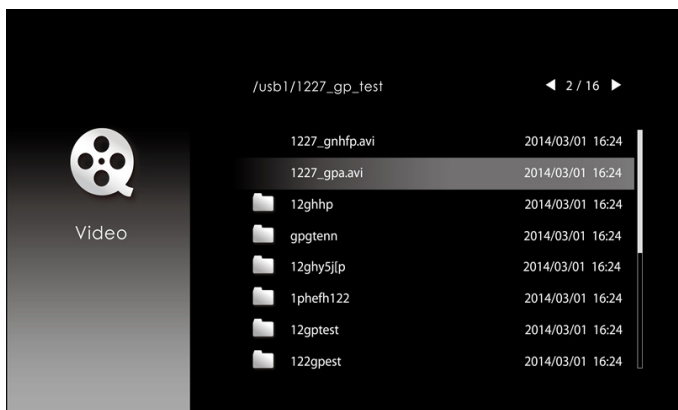 /usb1/1227_gp_test ◀ 2 / 16 ▶
1227_gnhfp.avi 2014/03/01 16:24
1227_gpa.avi 2014/03/01 16:24
12ghhp 2014/03/01 16:24
Video
gpgtenn 2014/03/01 16:24
12ghy5j[p 2014/03/01 16:24
1phefh122 2014/03/01 16:24
12gptest 2014/03/01 16:24
122gpest 2014/03/01 16:24